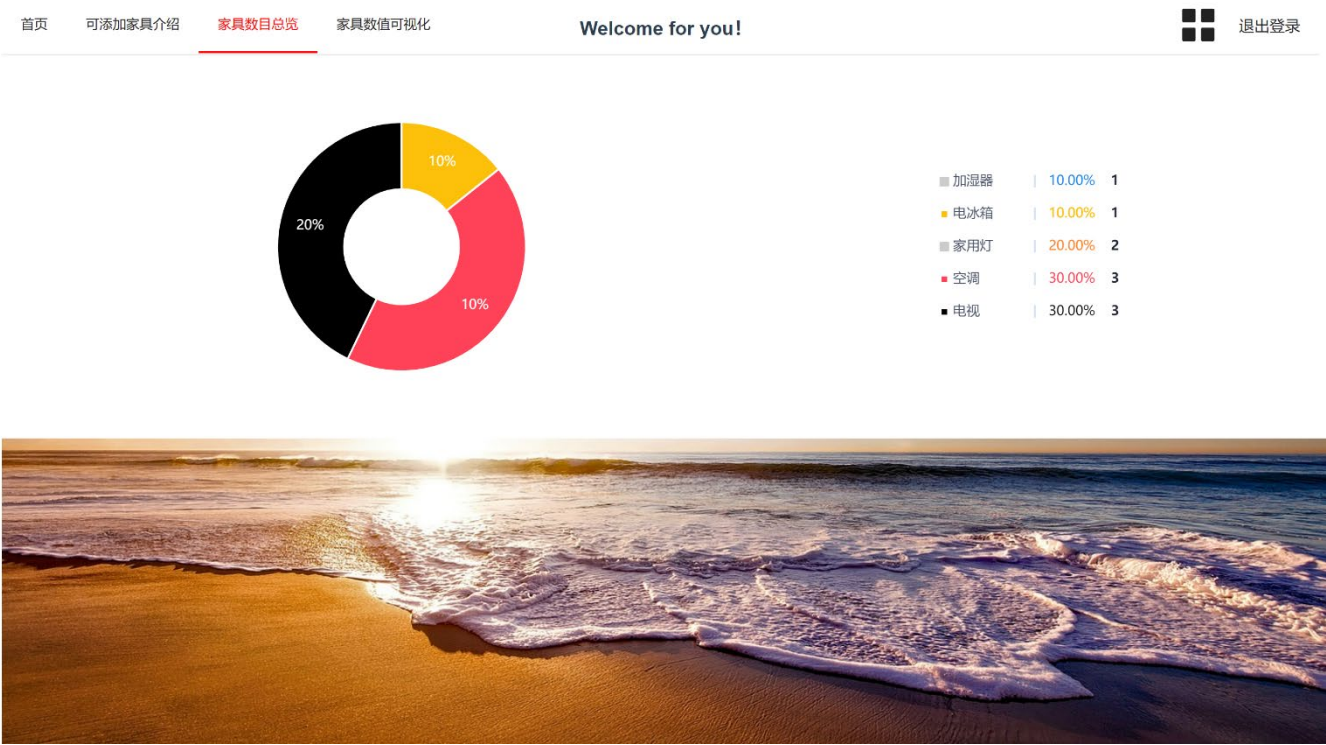 首页 可添加家具介绍 家具数目总览 家具数值可视化 Welcome for you! 退出登录
10%
20%
10%
加湿器 | 10.00% 1
电冰箱 | 10.00% 1
家用灯 | 20.00% 2
空调 | 30.00% 3
电视 | 30.00% 3